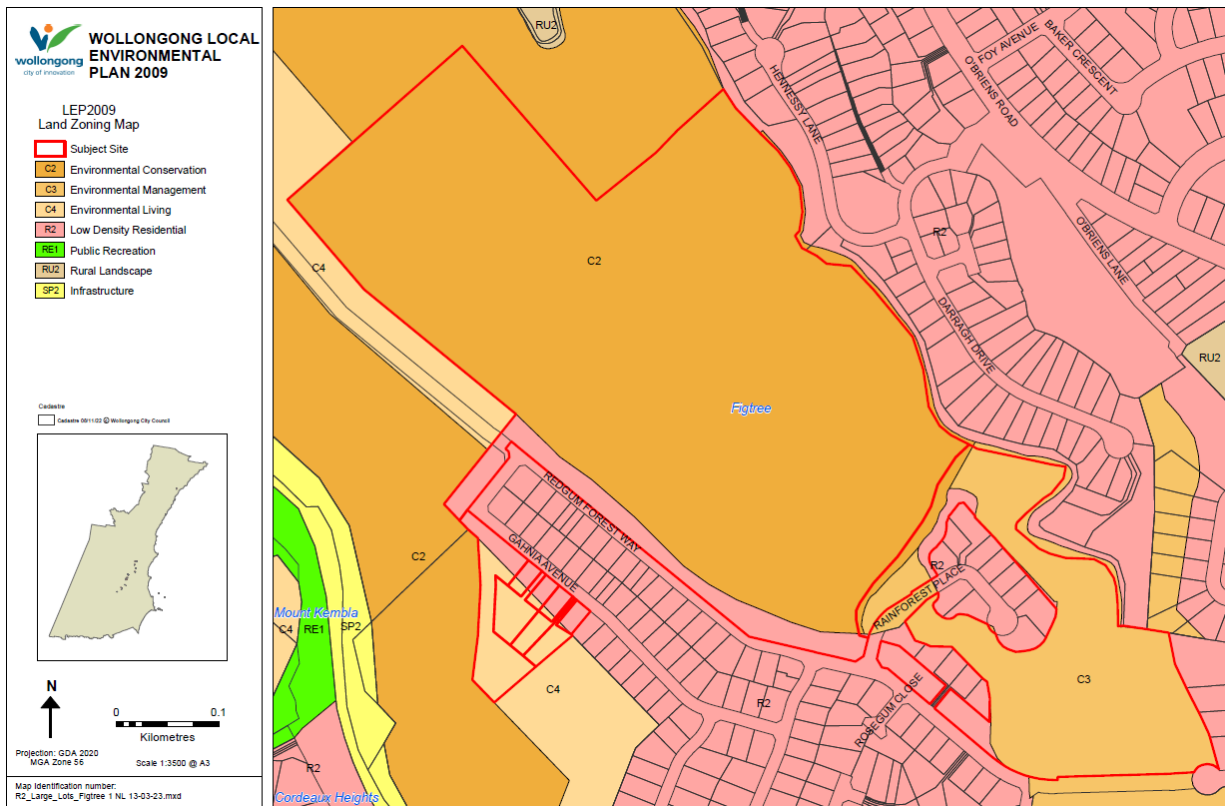 wollongong
city of innovation
WOLLONGONG LOCAL
ENVIRONMENTAL
PLAN 2009
LEP2009
Land Zoning Map
Subject Site
C2 Environmental Conservation
C3 Environmental Management
C4 Environmental Living
R2 Low Density Residential
RE1 Public Recreation
RU2 Rural Landscape
SP2 Infrastructure
Cadastre
Cadastre 08/11/22 © Wollongong City Council
N
0 0.1
Kilometres
Projection: GDA 2020
MGA Zone 56
Scale 1:3500 @ A3
Map Identification number:
R2_Large_Lots_Figtree 1 NL 13-03-23.mxd
RU2
HENNESSY LANE
FOY AVENUE
BAKER CRESCENT
O'BRIENS ROAD
R2
O'BRIENS LANE
C4
C2
DARRAGH DRIVE
RU2
Figtree
REDGUM FOREST WAY
GAHNIA AVENUE
C2
R2
RAINFOREST PLACE
Mount Kembla
C4
RE1
SP2
C4
R2
ROSEGUM CLOSE
C3
R2
Cordeaux Heights